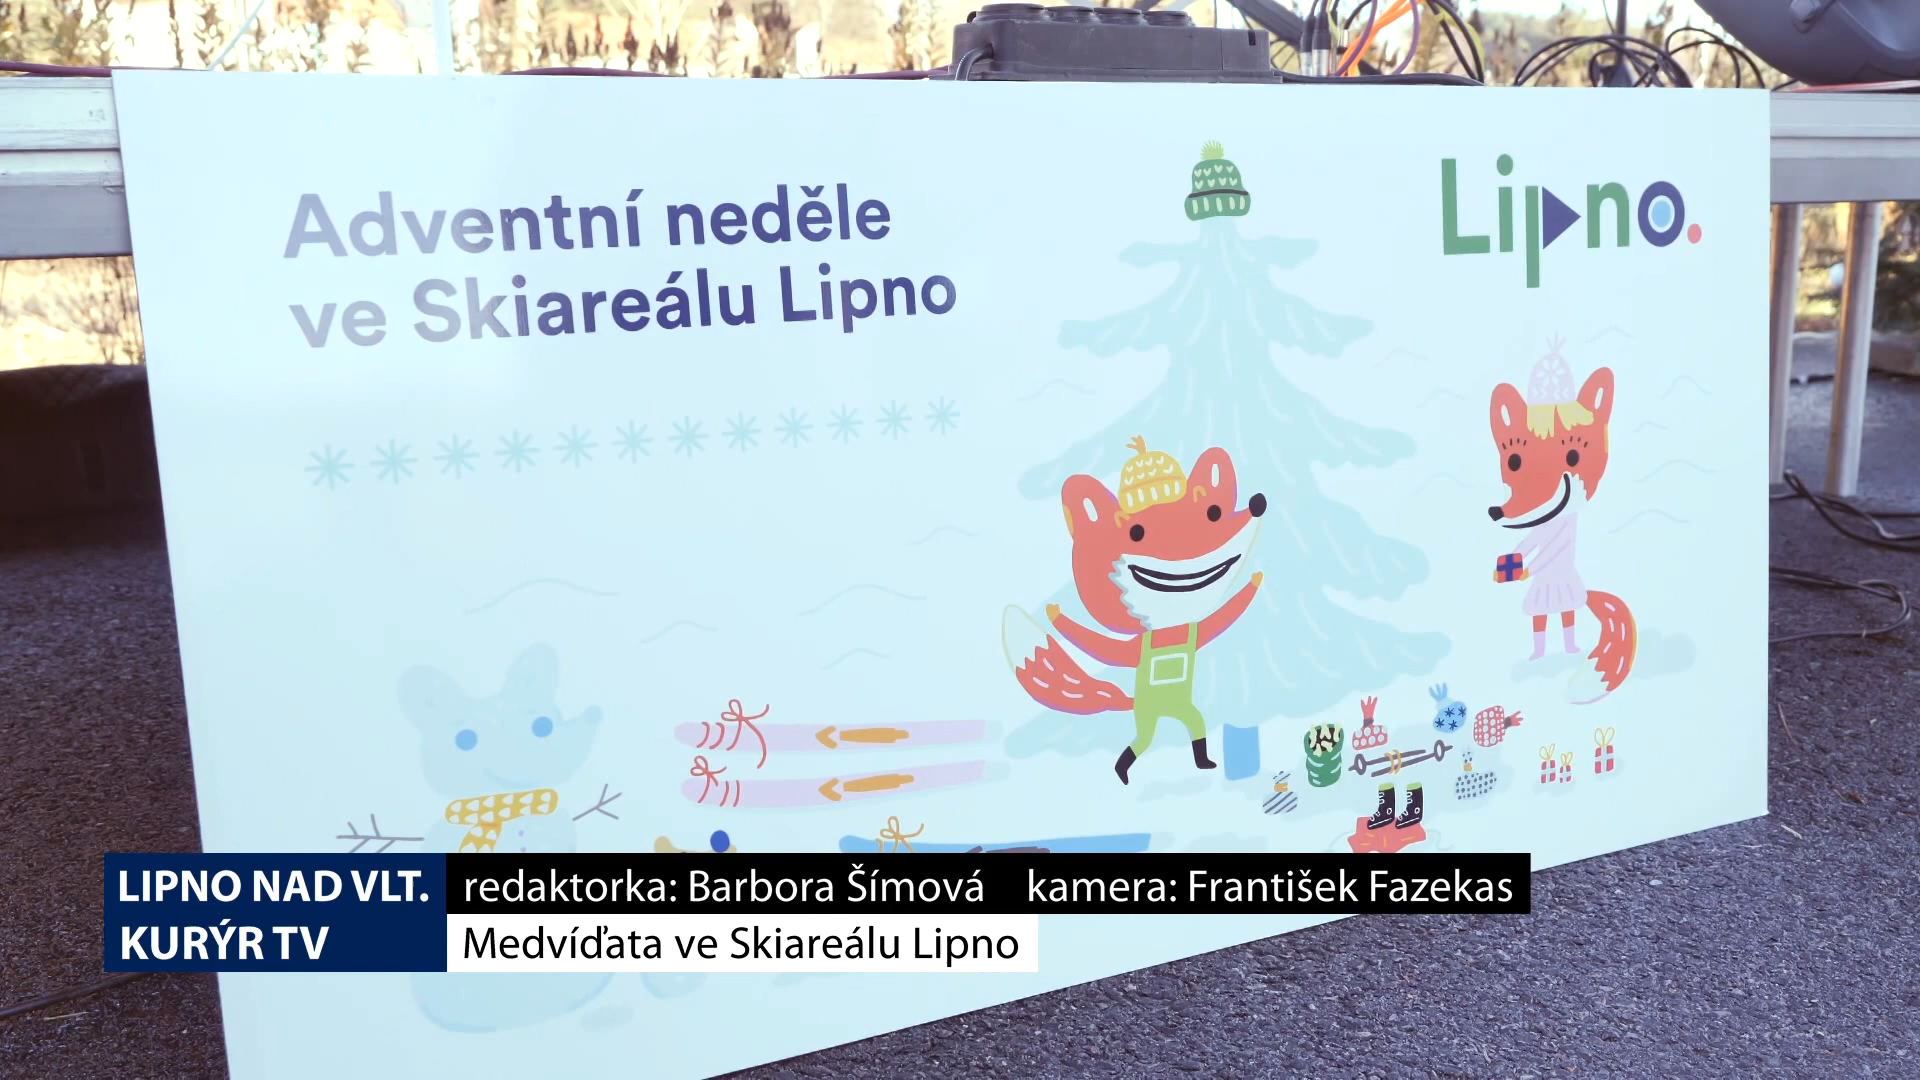 Adventní neděle
ve Skiareálu Lipno
Lipno.
LIPNO NAD VLT.
KURÝR TV
redaktorka: Barbora Šímová kamera: František Fazekas
Medvíďata ve Skiareálu Lipno